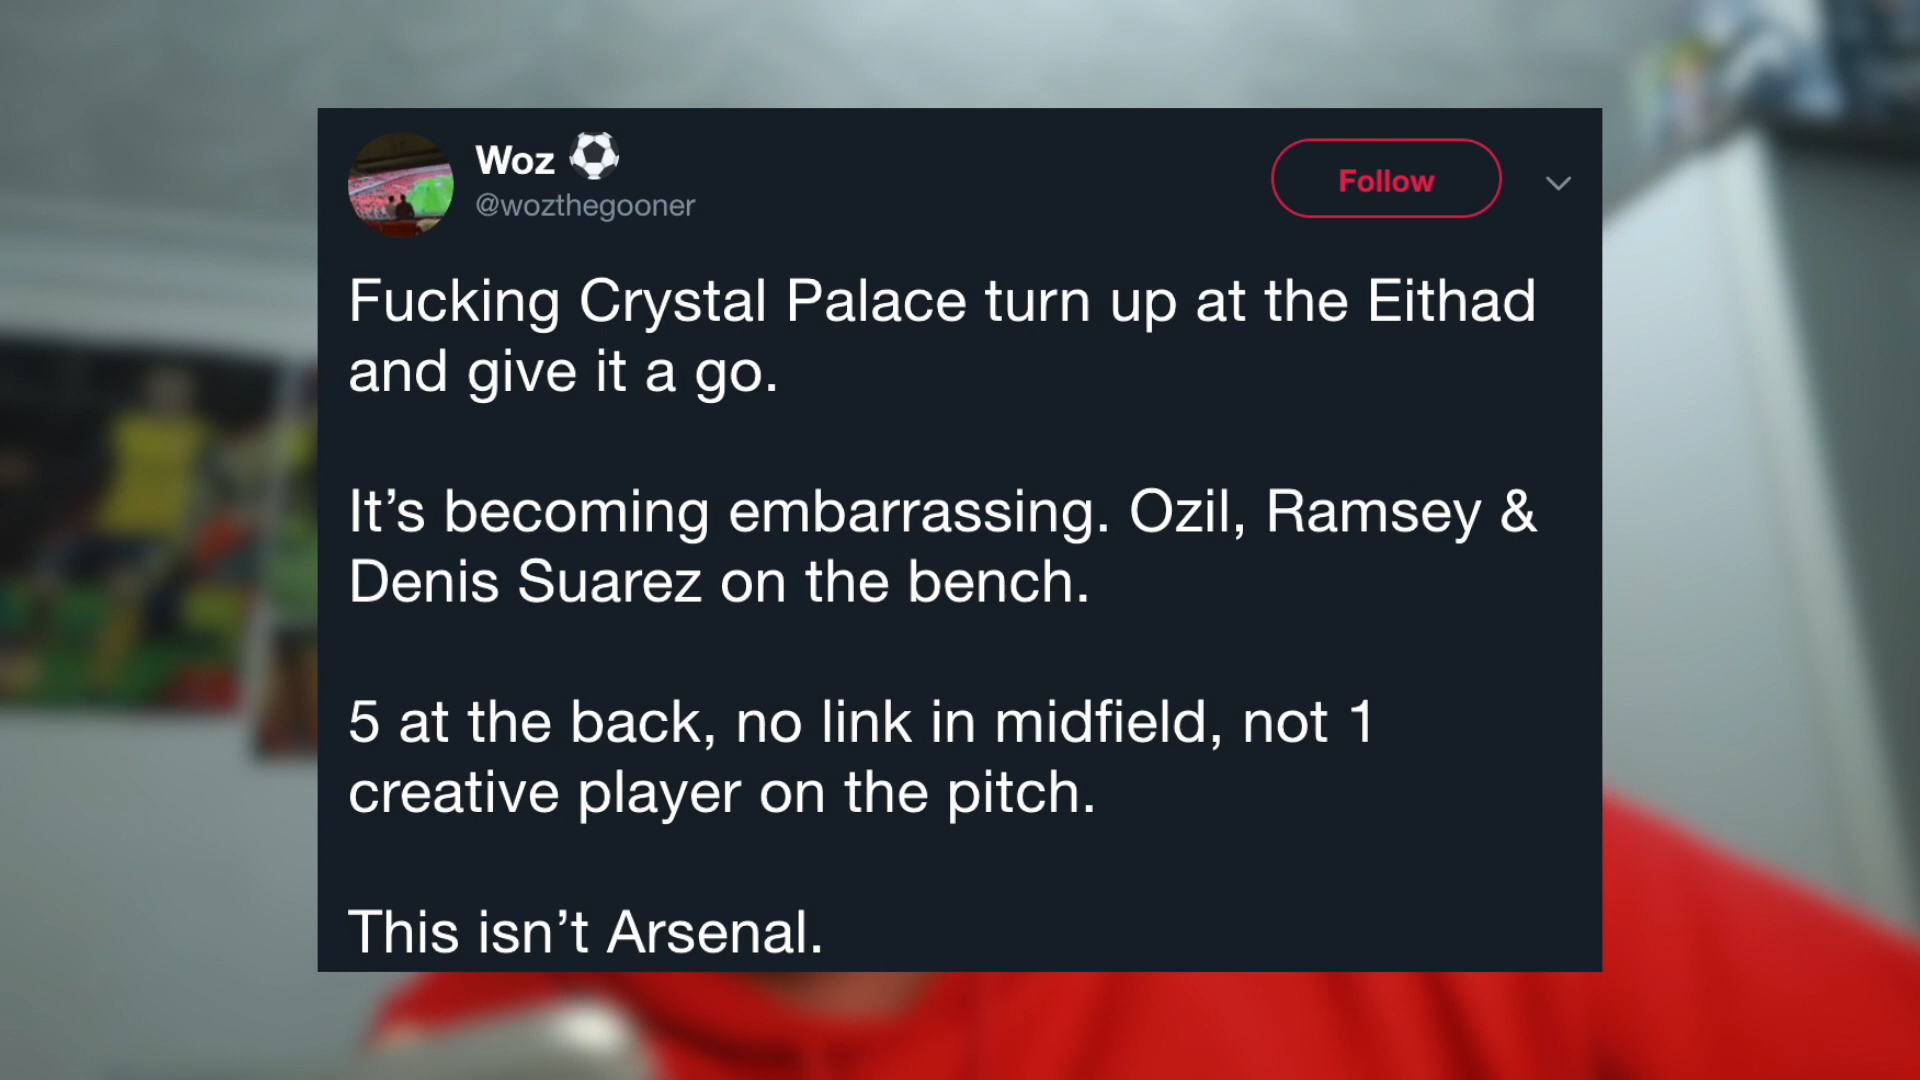 Woz ⚽
@wozthegooner
Follow
Fucking Crystal Palace turn up at the Eithad
and give it a go.
It’s becoming embarrassing. Ozil, Ramsey &
Denis Suarez on the bench.
5 at the back, no link in midfield, not 1
creative player on the pitch.
This isn’t Arsenal.